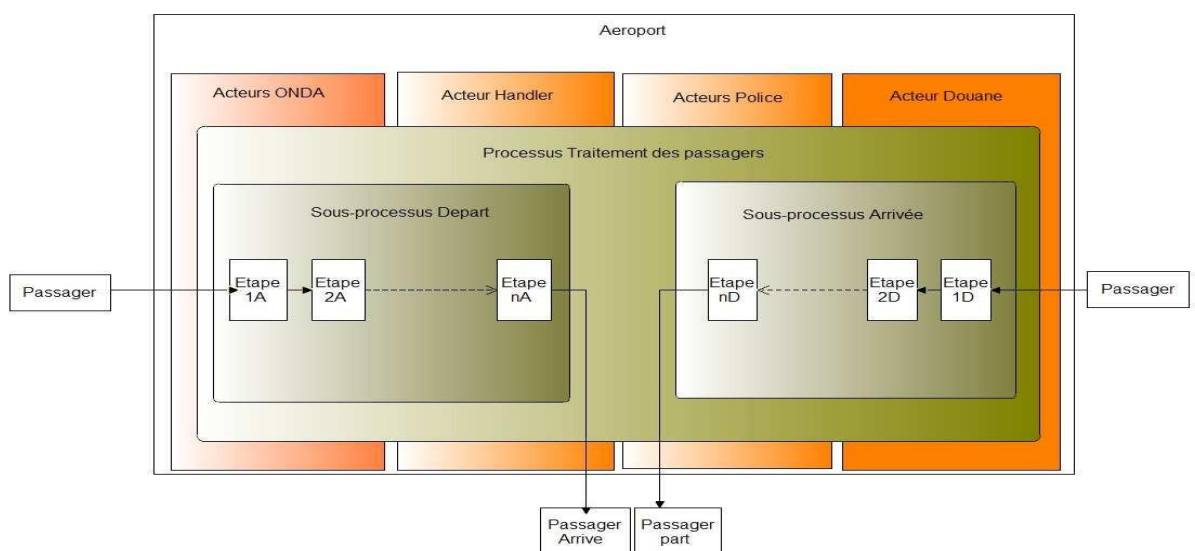 Aeroport
Acteurs ONDA
Acteur Handler
Acteurs Police
Acteur Douane
Processus Traitement des passagers
Sous-processus Depart
Sous-processus Arrivée
Passager
Etape
1A
Etape
2A
Etape
nA
Etape
nD
Etape
2D
Etape
1D
Passager
Passager
Arrive
Passager
part